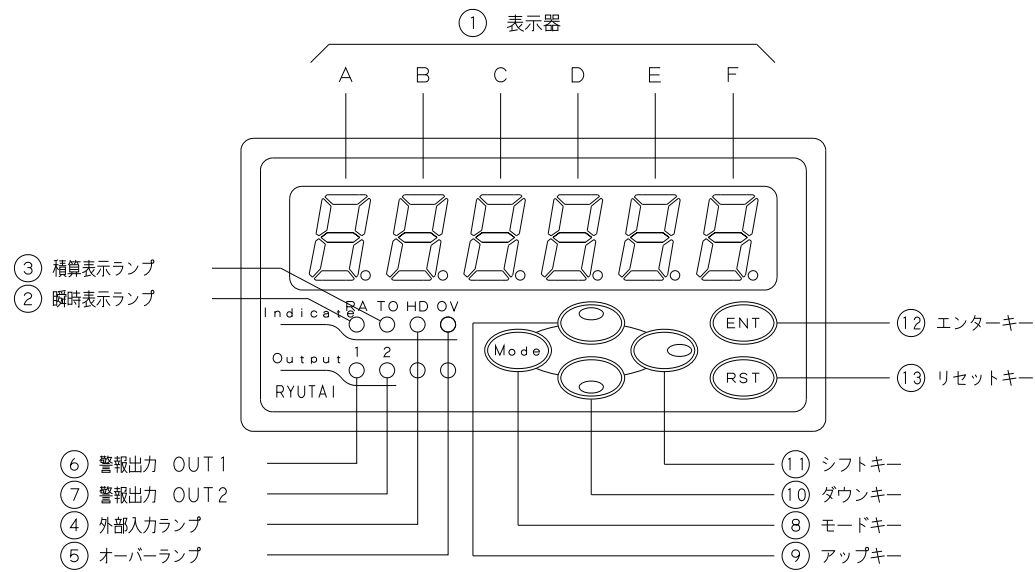 ① 表示器
A B C D E F
③ 積算表示ランプ
② 瞬時表示ランプ
RA TO HD OV
Indicate
Mode
ENT
⑫ エンターキー
1 2
Output
RST
⑬ リセットキー
RYUTAI
⑥ 警報出力 OUT1
⑪ シフトキー
⑦ 警報出力 OUT2
⑩ ダウンキー
④ 外部入力ランプ
⑧ モードキー
⑤ オーバーランプ
⑨ アップキー